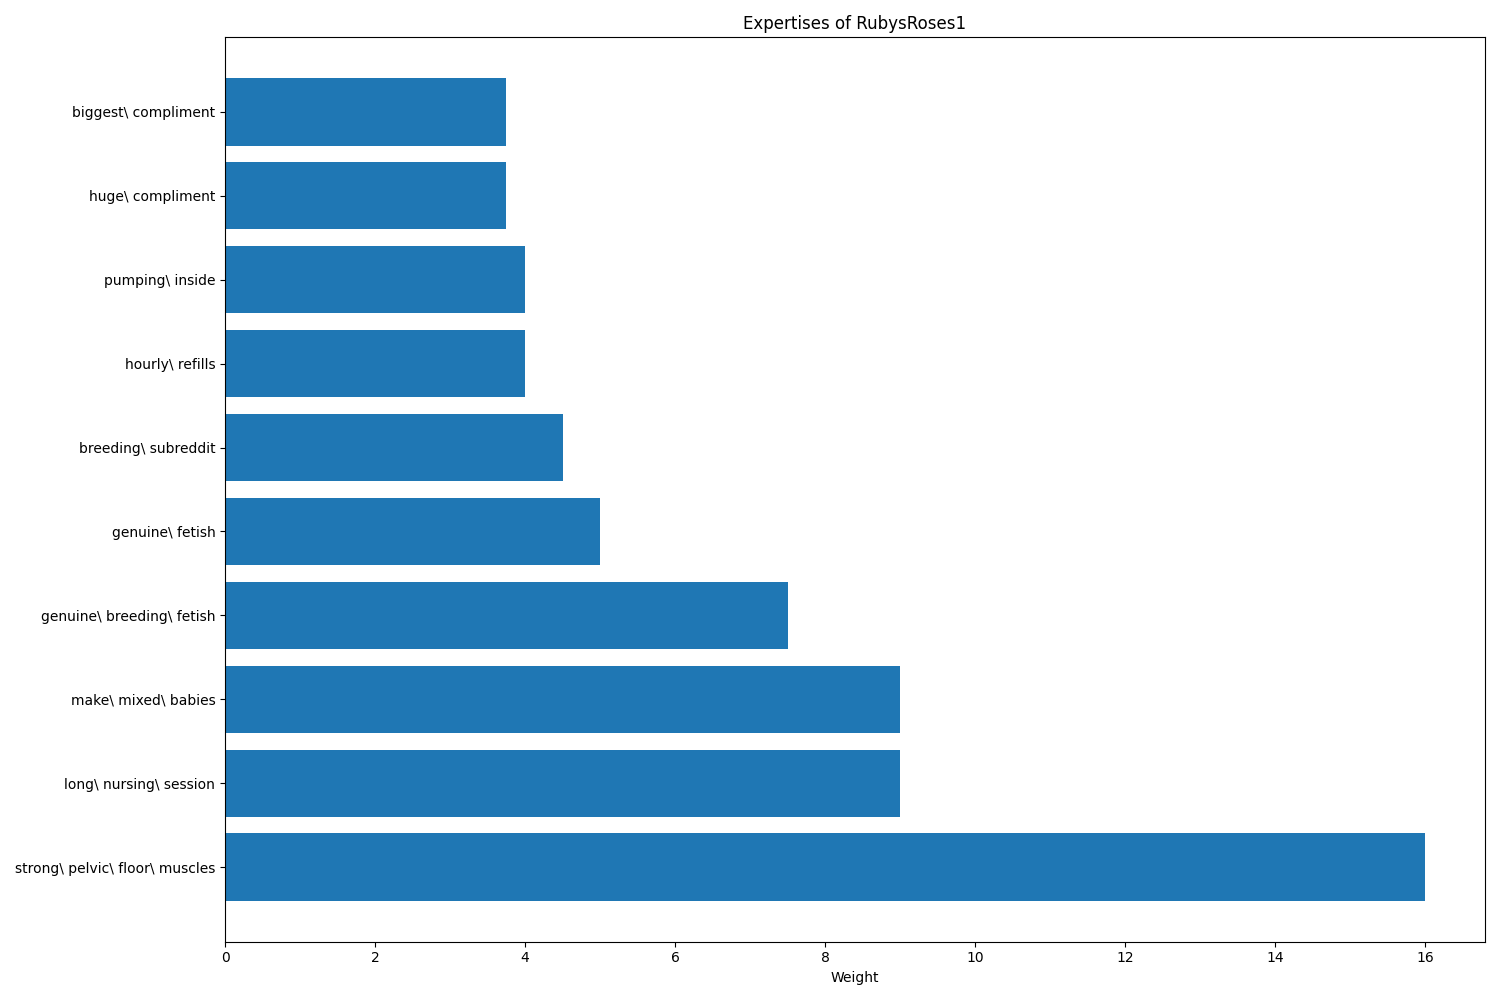 Expertises of RubysRoses1
biggest\ compliment
huge\ compliment
pumping\ inside
hourly\ refills
breeding\ subreddit
genuine\ fetish
genuine\ breeding\ fetish
make\ mixed\ babies
long\ nursing\ session
strong\ pelvic\ floor\ muscles
0 2 4 6 8 10 12 14 16
Weight